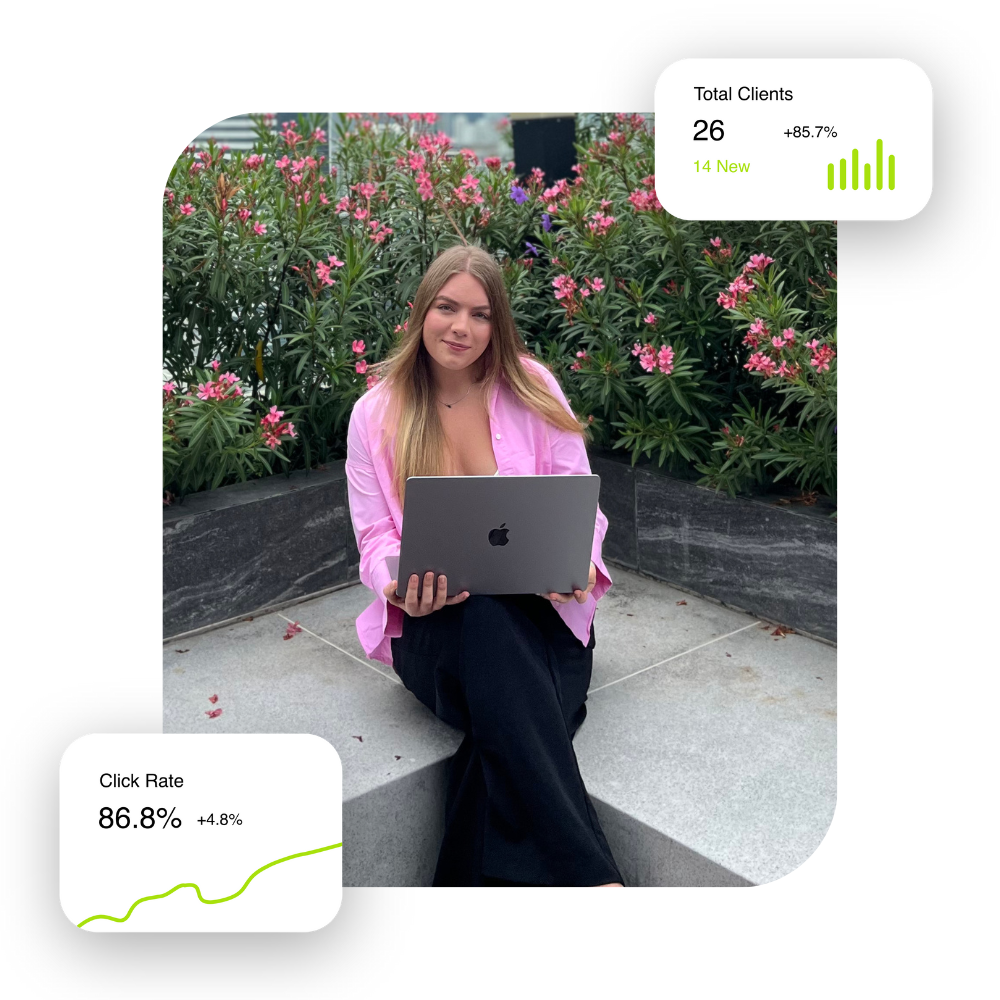 Total Clients
26 +85.7%
14 New
Click Rate
86.8% +4.8%